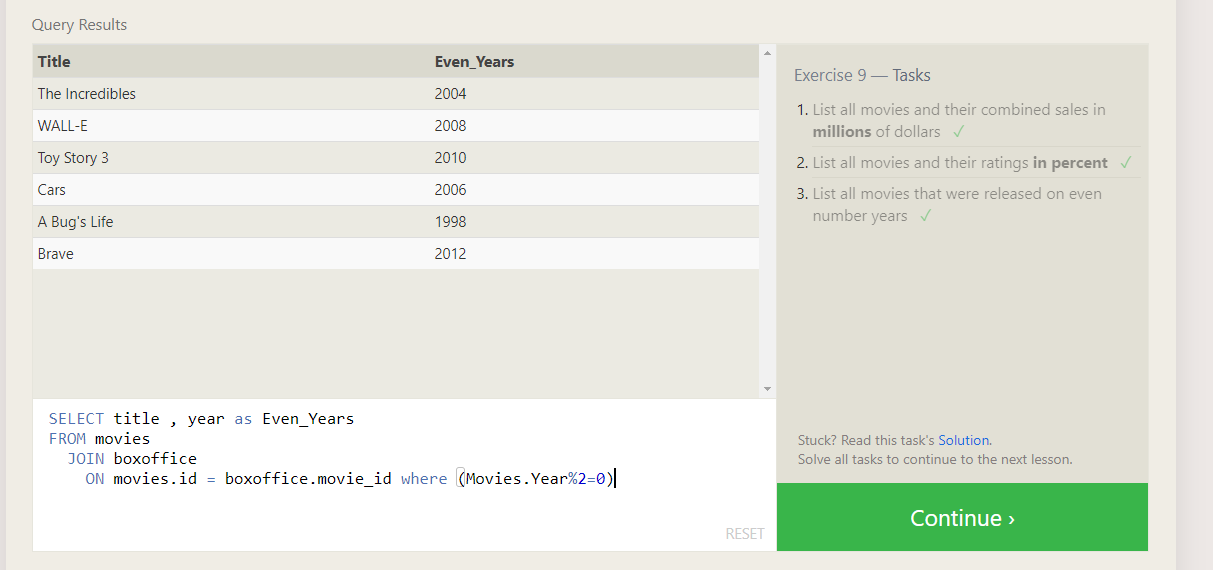 Query Results
Title Even_Years
The Incredibles 2004
WALL-E 2008
Toy Story 3 2010
Cars 2006
A Bug's Life 1998
Brave 2012
SELECT title , year as Even_Years
FROM movies
JOIN boxoffice
ON movies.id = boxoffice.movie_id where (Movies.Year%2=0)
RESET
Exercise 9 — Tasks
1. List all movies and their combined sales in
millions of dollars ✓
2. List all movies and their ratings in percent ✓
3. List all movies that were released on even
number years ✓
Stuck? Read this task's Solution.
Solve all tasks to continue to the next lesson.
Continue ›